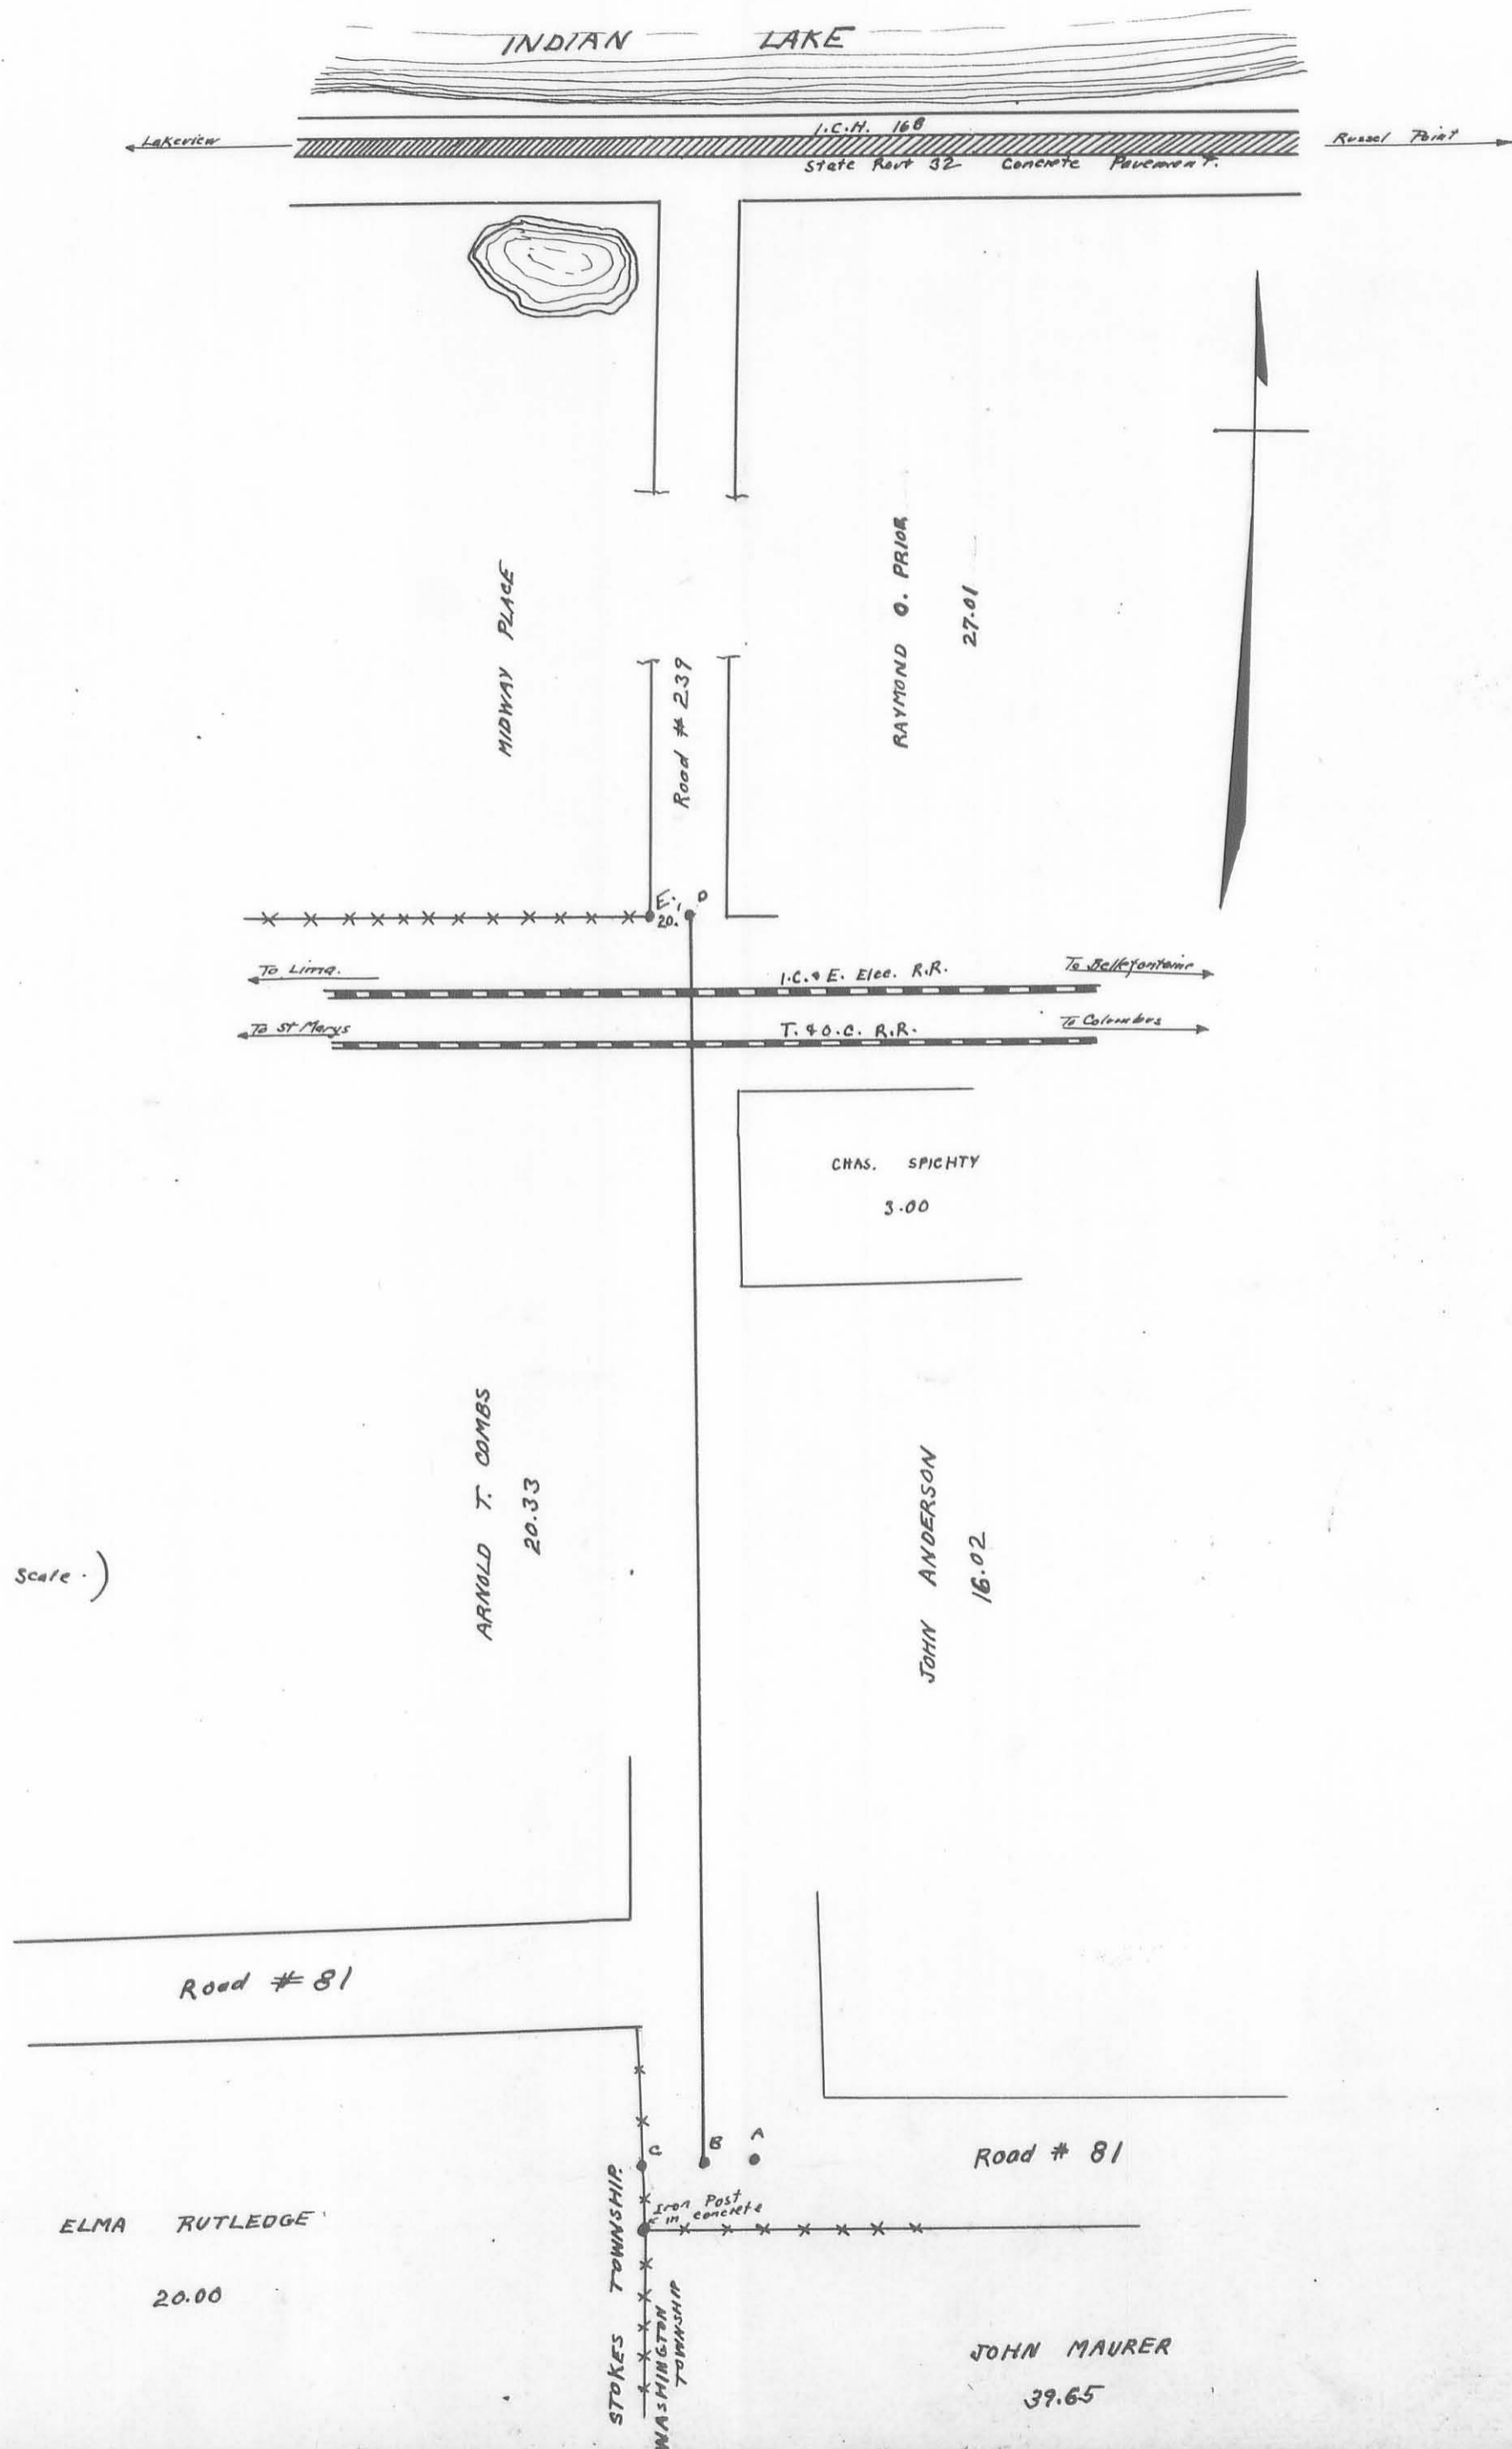 INDIAN LAKE
I.C.H. 168
Lakeview
Russel Point
State Rout 32 Concrete Pavement.
MIDWAY PLACE
Road # 239
RAYMOND O. PRIOR
27.01
E.
D
20.
To Lima.
I.C. & E. Elec. R.R.
To Bellefontaine
To St Marys
T. & O.C. R.R.
To Columbus
CHAS. SPICHTY
3.00
ARNOLD T. COMBS
20.33
JOHN ANDERSON
16.02
Scale.)
Road # 81
C
B
A
Road # 81
Iron Post
in concrete
ELMA RUTLEDGE
20.00
STOKES TOWNSHIP.
WASHINGTON
TOWNSHIP
JOHN MAURER
39.65